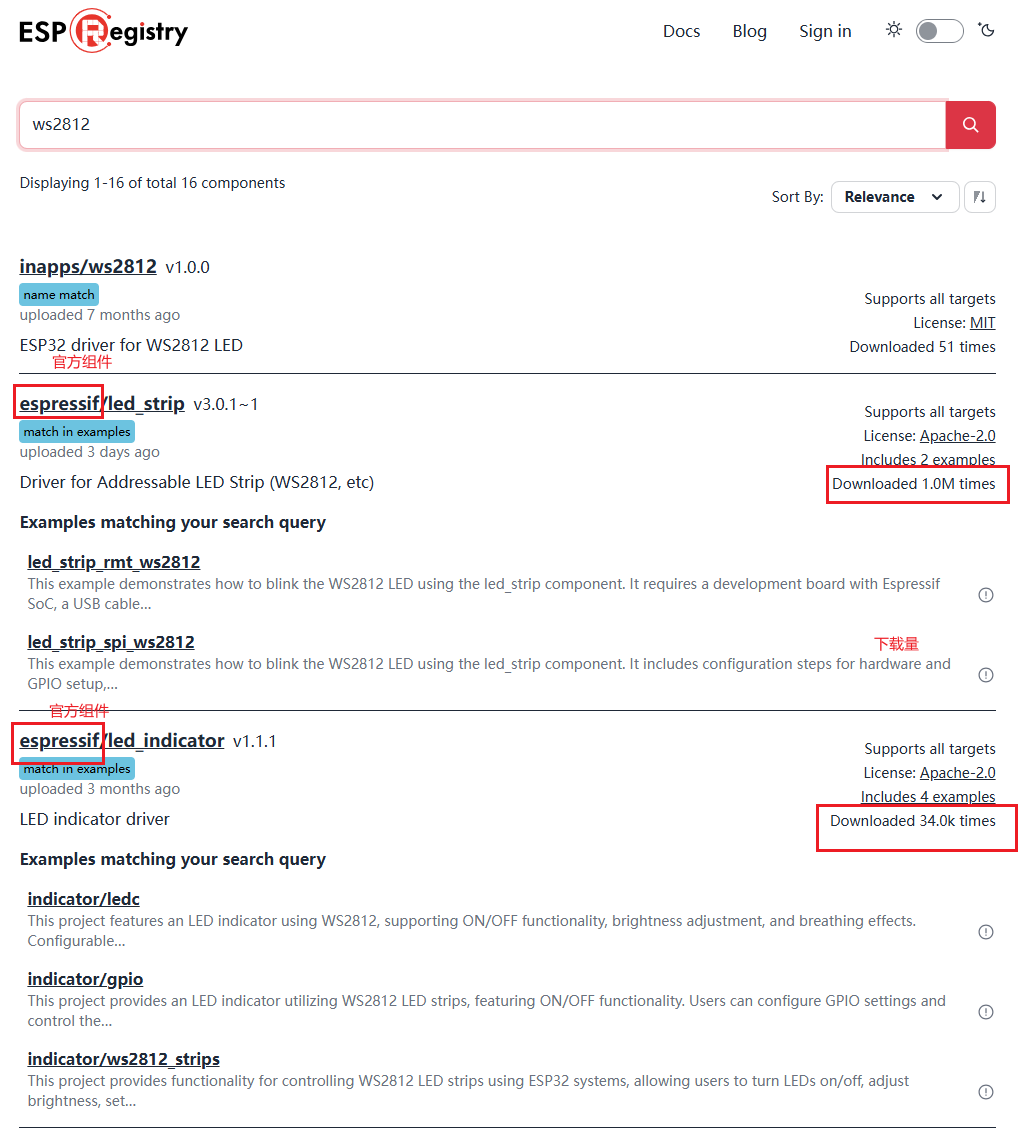 ESP Registry
Docs Blog Sign in
ws2812
Displaying 1-16 of total 16 components
Sort By: Relevance
inapps/ws2812 v1.0.0
name match
uploaded 7 months ago
Supports all targets
License: MIT
Downloaded 51 times
ESP32 driver for WS2812 LED
官方组件
espressif/led_strip v3.0.1~1
match in examples
uploaded 3 days ago
Supports all targets
License: Apache-2.0
Includes 2 examples
Downloaded 1.0M times
Driver for Addressable LED Strip (WS2812, etc)
Examples matching your search query
led_strip_rmt_ws2812
This example demonstrates how to blink the WS2812 LED using the led_strip component. It requires a development board with Espressif
SoC, a USB cable...
led_strip_spi_ws2812
下载量
This example demonstrates how to blink the WS2812 LED using the led_strip component. It includes configuration steps for hardware and
GPIO setup,...
官方组件
espressif/led_indicator v1.1.1
match in examples
uploaded 3 months ago
Supports all targets
License: Apache-2.0
Includes 4 examples
Downloaded 34.0k times
LED indicator driver
Examples matching your search query
indicator/ledc
This project features an LED indicator using WS2812, supporting ON/OFF functionality, brightness adjustment, and breathing effects.
Configurable...
indicator/gpio
This project provides an LED indicator utilizing WS2812 LED strips, featuring ON/OFF functionality. Users can configure GPIO settings and
control the...
indicator/ws2812_strips
This project provides functionality for controlling WS2812 LED strips using ESP32 systems, allowing users to turn LEDs on/off, adjust
brightness, set...